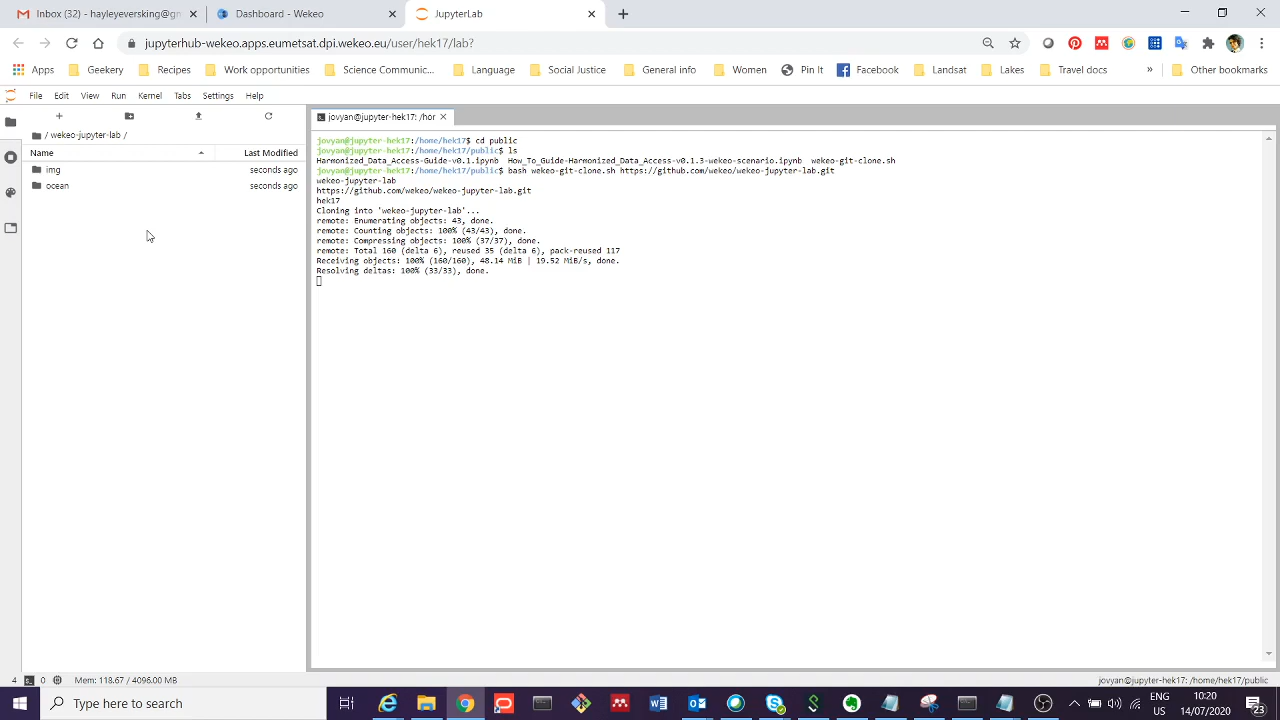 Inbox (32) - hayleyeversking@gn
Dashboard - Wekeo
JupyterLab
jupyterhub-wekeo.apps.eumetsat.dpi.wekeo.eu/user/hek17/lab?
Apps Geekery Recipes Work opportunities Science Communic... Language Social Justice General info Women Pin It Facebook Landsat Lakes Travel docs » Other bookmarks
File Edit View Run Kernel Tabs Settings Help
jovyan@jupyter-hek17: /hor
/ wekeo-jupyter-lab /
Name Last Modified
img seconds ago
ocean seconds ago
jovyan@jupyter-hek17:/home/hek17$ cd public
jovyan@jupyter-hek17:/home/hek17/public$ ls
Harmonized_Data_Access-Guide-v0.1.ipynb How_To_Guide-Harmonized_Data_Access-v0.1.3-wekeo-scenario.ipynb wekeo-git-clone.sh
jovyan@jupyter-hek17:/home/hek17/public$ bash wekeo-git-clone.sh https://github.com/wekeo/wekeo-jupyter-lab.git
wekeo-jupyter-lab
https://github.com/wekeo/wekeo-jupyter-lab.git
hek17
Cloning into 'wekeo-jupyter-lab'...
remote: Enumerating objects: 43, done.
remote: Counting objects: 100% (43/43), done.
remote: Compressing objects: 100% (37/37), done.
remote: Total 160 (delta 6), reused 35 (delta 6), pack-reused 117
Receiving objects: 100% (160/160), 48.14 MiB | 19.52 MiB/s, done.
Resolving deltas: 100% (33/33), done.
4 0 Mem: 118.67 / 4096.00 MB
jovyan@jupyter-hek17: /home/hek17/public
Type here to search
ENG
US
10:20
14/07/2020
23